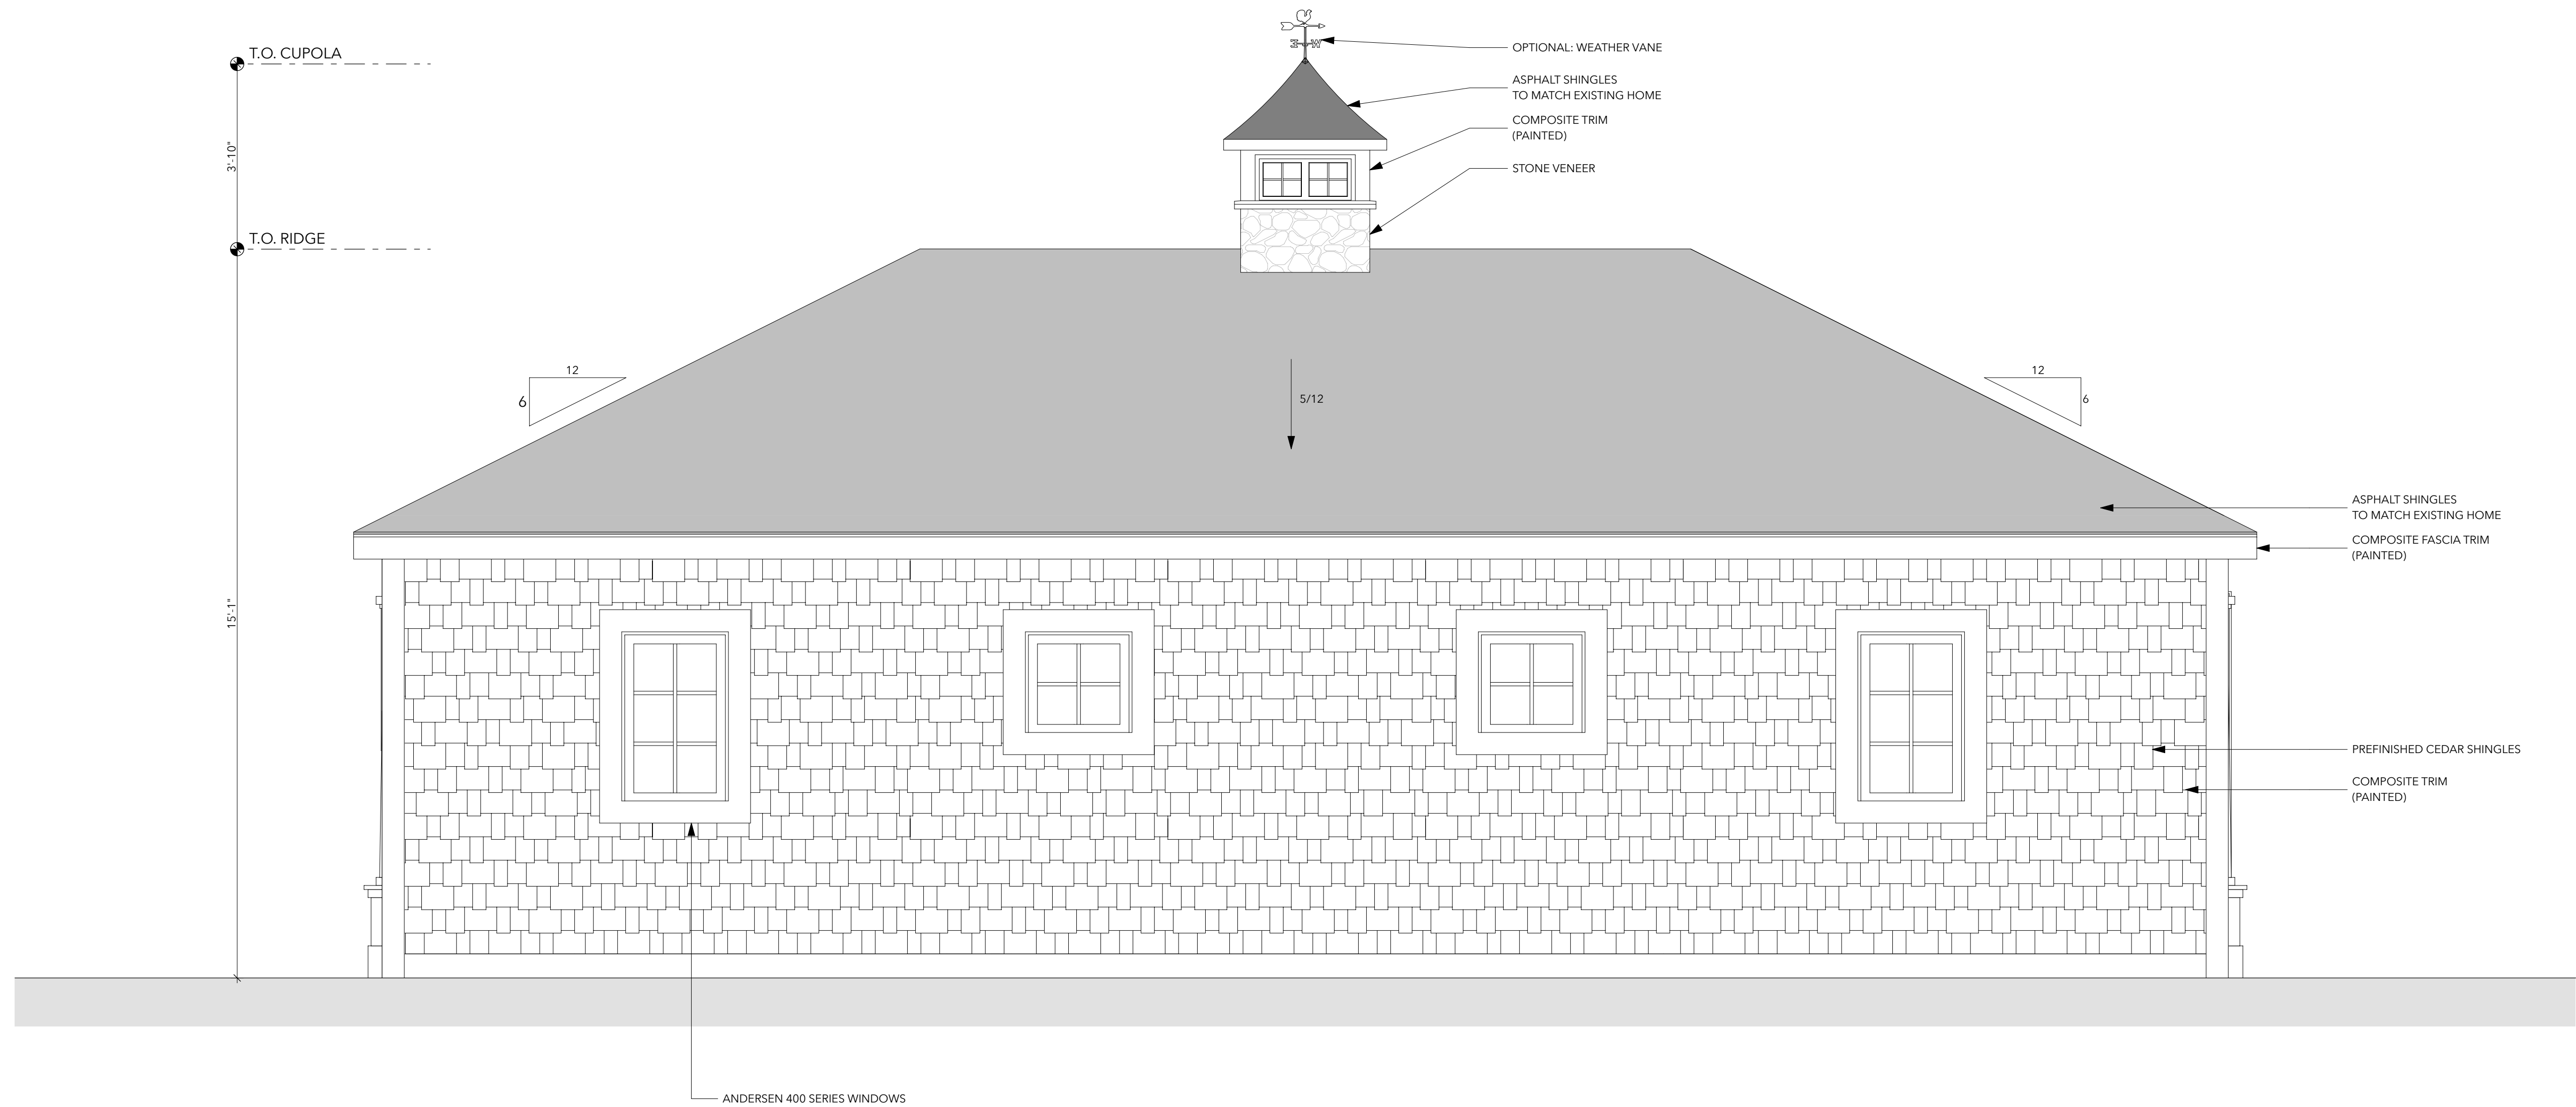 T.O. CUPOLA
3'-10"
T.O. RIDGE
15'-1"
OPTIONAL: WEATHER VANE
ASPHALT SHINGLES
TO MATCH EXISTING HOME
COMPOSITE TRIM
(PAINTED)
STONE VENEER
12
6
5/12
12
6
ASPHALT SHINGLES
TO MATCH EXISTING HOME
COMPOSITE FASCIA TRIM
(PAINTED)
PREFINISHED CEDAR SHINGLES
COMPOSITE TRIM
(PAINTED)
ANDERSEN 400 SERIES WINDOWS